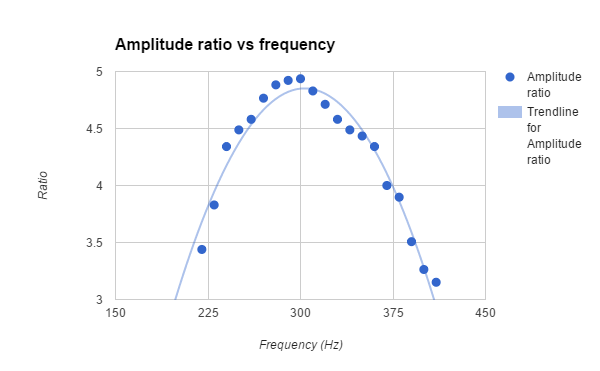 Amplitude ratio vs frequency
5
4.5
4
3.5
3
Ratio
150 225 300 375 450
Frequency (Hz)
Amplitude
ratio
Trendline
for
Amplitude
ratio